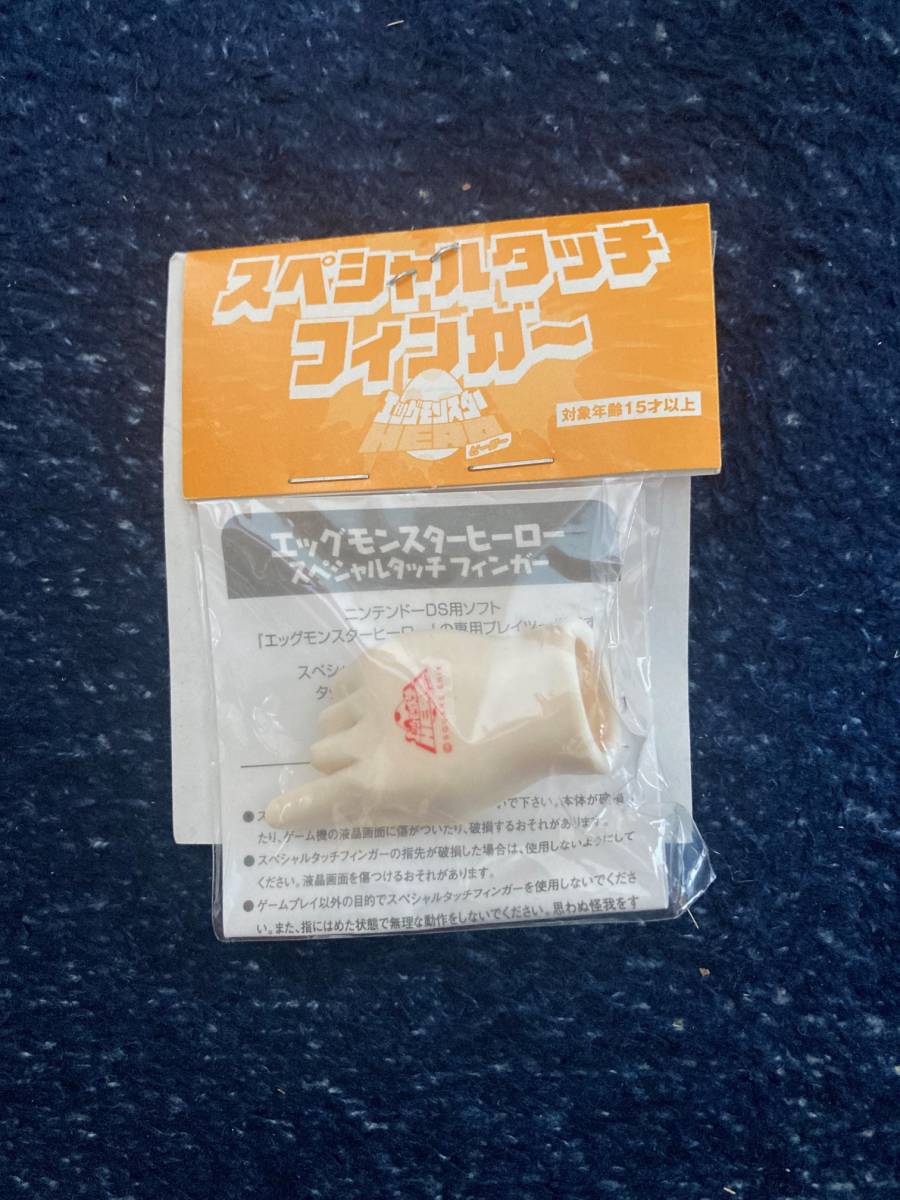 スペシャルタッチ
フィンガー
エッグモンスター
HERO
ヒーロー
対象年齢15才以上
エッグモンスターヒーロー
スペシャルタッチフィンガー
ニンテンドーDS用ソフト
『エッグモンスターヒーロー』の専用プレイツ
スペシ
タッ
HERO
●ス いで下さい。本体が破損
たり、ゲーム機の液晶画面に傷がついたり、破損するおそれがあります。
●スペシャルタッチフィンガーの指先が破損した場合は、使用しないようにして
ください。液晶画面を傷つけるおそれがあります。
●ゲームプレイ以外の目的でスペシャルタッチフィンガーを使用しないでくださ
い。また、指にはめた状態で無理な動作をしないでください。思わぬ怪我をす